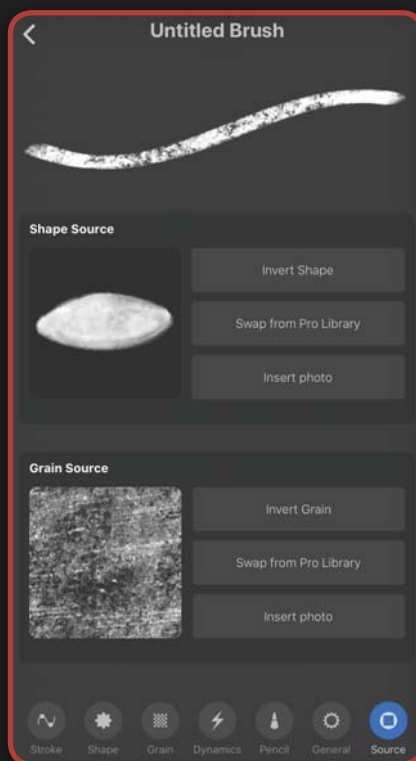 Untitled Brush
Shape Source
Invert Shape
Swap from Pro Library
Insert photo
Grain Source
Invert Grain
Swap from Pro Library
Insert photo
Stroke Shape Grain Dynamics Pencil General Source